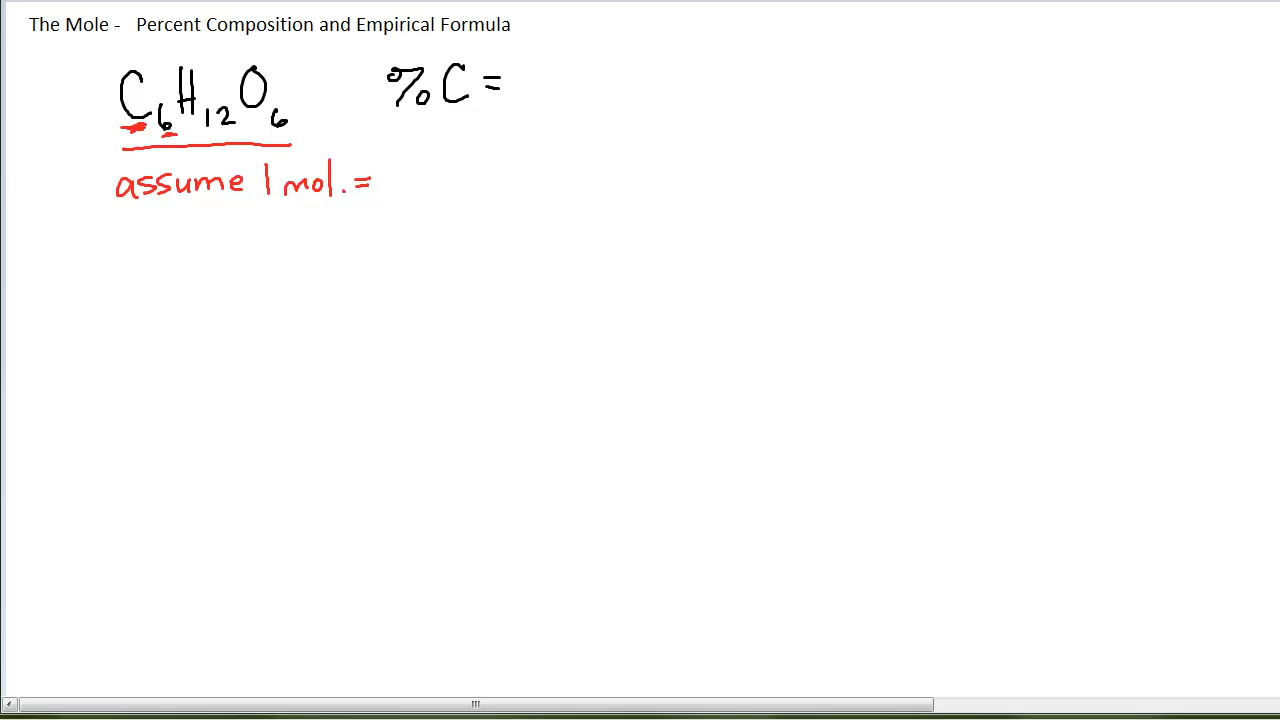 The Mole - Percent Composition and Empirical Formula
C₆H₁₂O₆ %C =
assume 1 mol. =